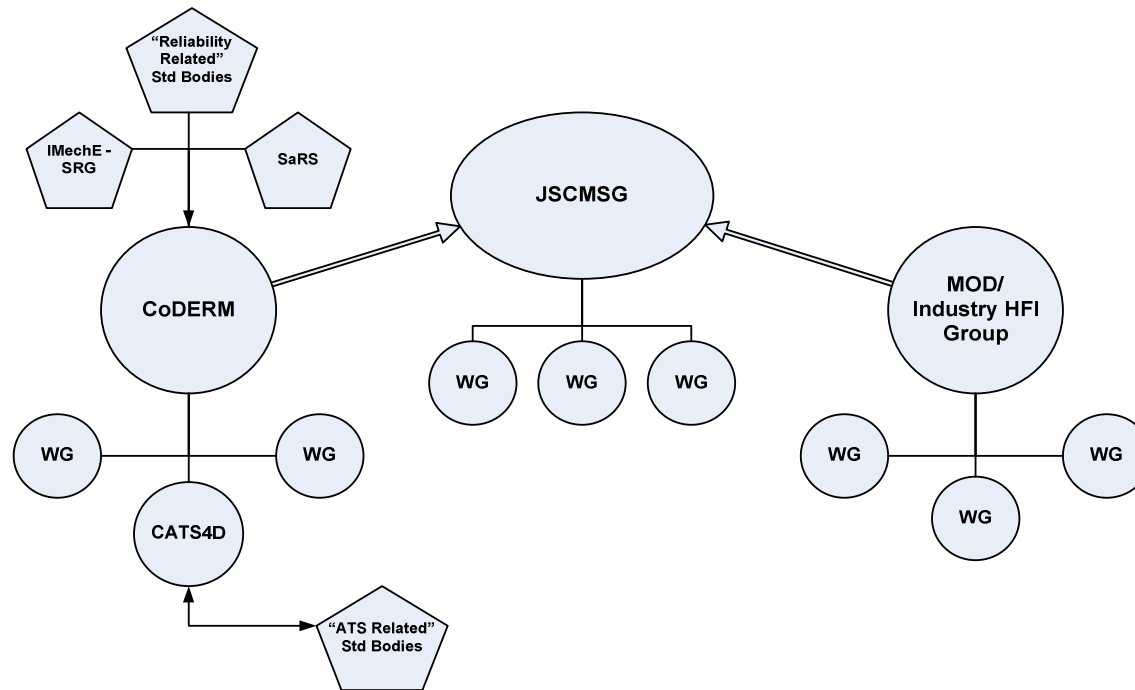 “Reliability
Related”
Std Bodies
IMechE -
SRG
SaRS
JSCMSG
CoDERM
MOD/
Industry HFI
Group
WG
WG
WG
WG
WG
WG
WG
WG
CATS4D
“ATS Related”
Std Bodies